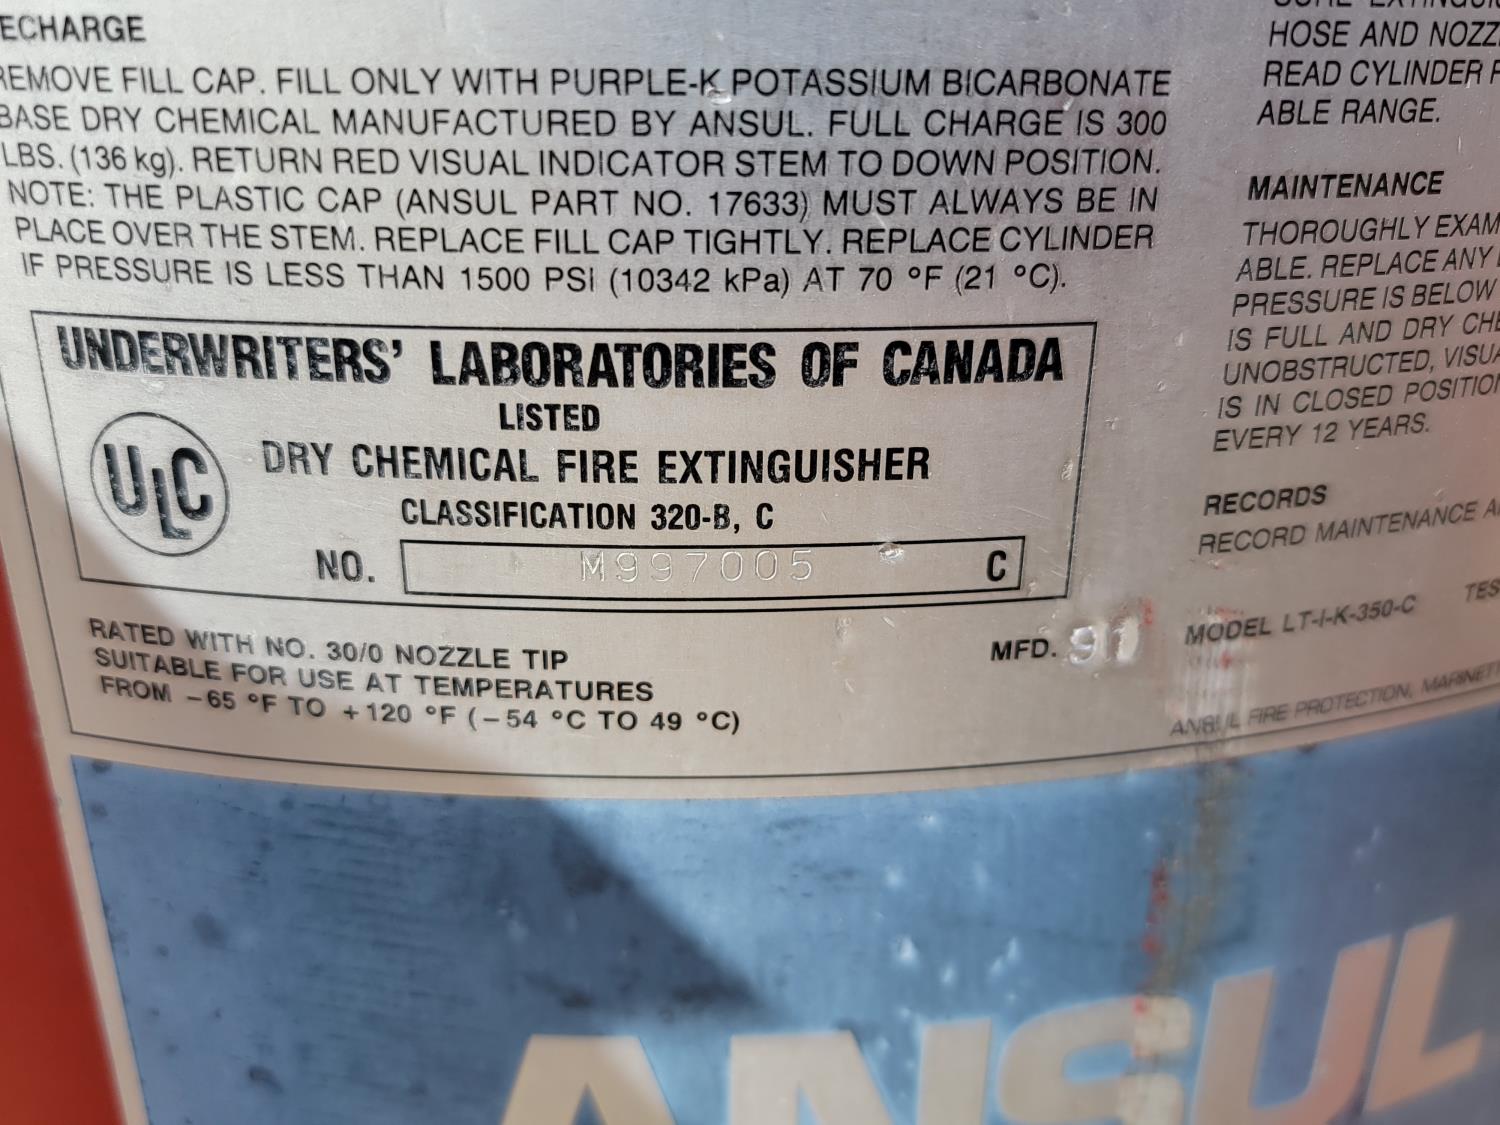 ECHARGE
REMOVE FILL CAP. FILL ONLY WITH PURPLE-K POTASSIUM BICARBONATE
BASE DRY CHEMICAL MANUFACTURED BY ANSUL. FULL CHARGE IS 300
LBS. (136 kg). RETURN RED VISUAL INDICATOR STEM TO DOWN POSITION.
NOTE: THE PLASTIC CAP (ANSUL PART NO. 17633) MUST ALWAYS BE IN
PLACE OVER THE STEM. REPLACE FILL CAP TIGHTLY. REPLACE CYLINDER
IF PRESSURE IS LESS THAN 1500 PSI (10342 kPa) AT 70 °F (21 °C).
UNDERWRITERS' LABORATORIES OF CANADA
LISTED
ULC
DRY CHEMICAL FIRE EXTINGUISHER
CLASSIFICATION 320-B, C
NO. M997005 C
RATED WITH NO. 30/0 NOZZLE TIP
SUITABLE FOR USE AT TEMPERATURES
FROM -65 °F TO +120 °F (-54 °C TO 49 °C)
MFD. 91
HOSE AND NOZZ
READ CYLINDER
ABLE RANGE.
MAINTENANCE
THOROUGHLY EXAM
ABLE. REPLACE ANY
PRESSURE IS BELOW
IS FULL AND DRY CHE
UNOBSTRUCTED, VISUA
IS IN CLOSED POSITION
EVERY 12 YEARS.
RECORDS
RECORD MAINTENANCE A
MODEL LT-I-K-350-C TES
ANSUL FIRE PROTECTION, MARINETT
ANSUL